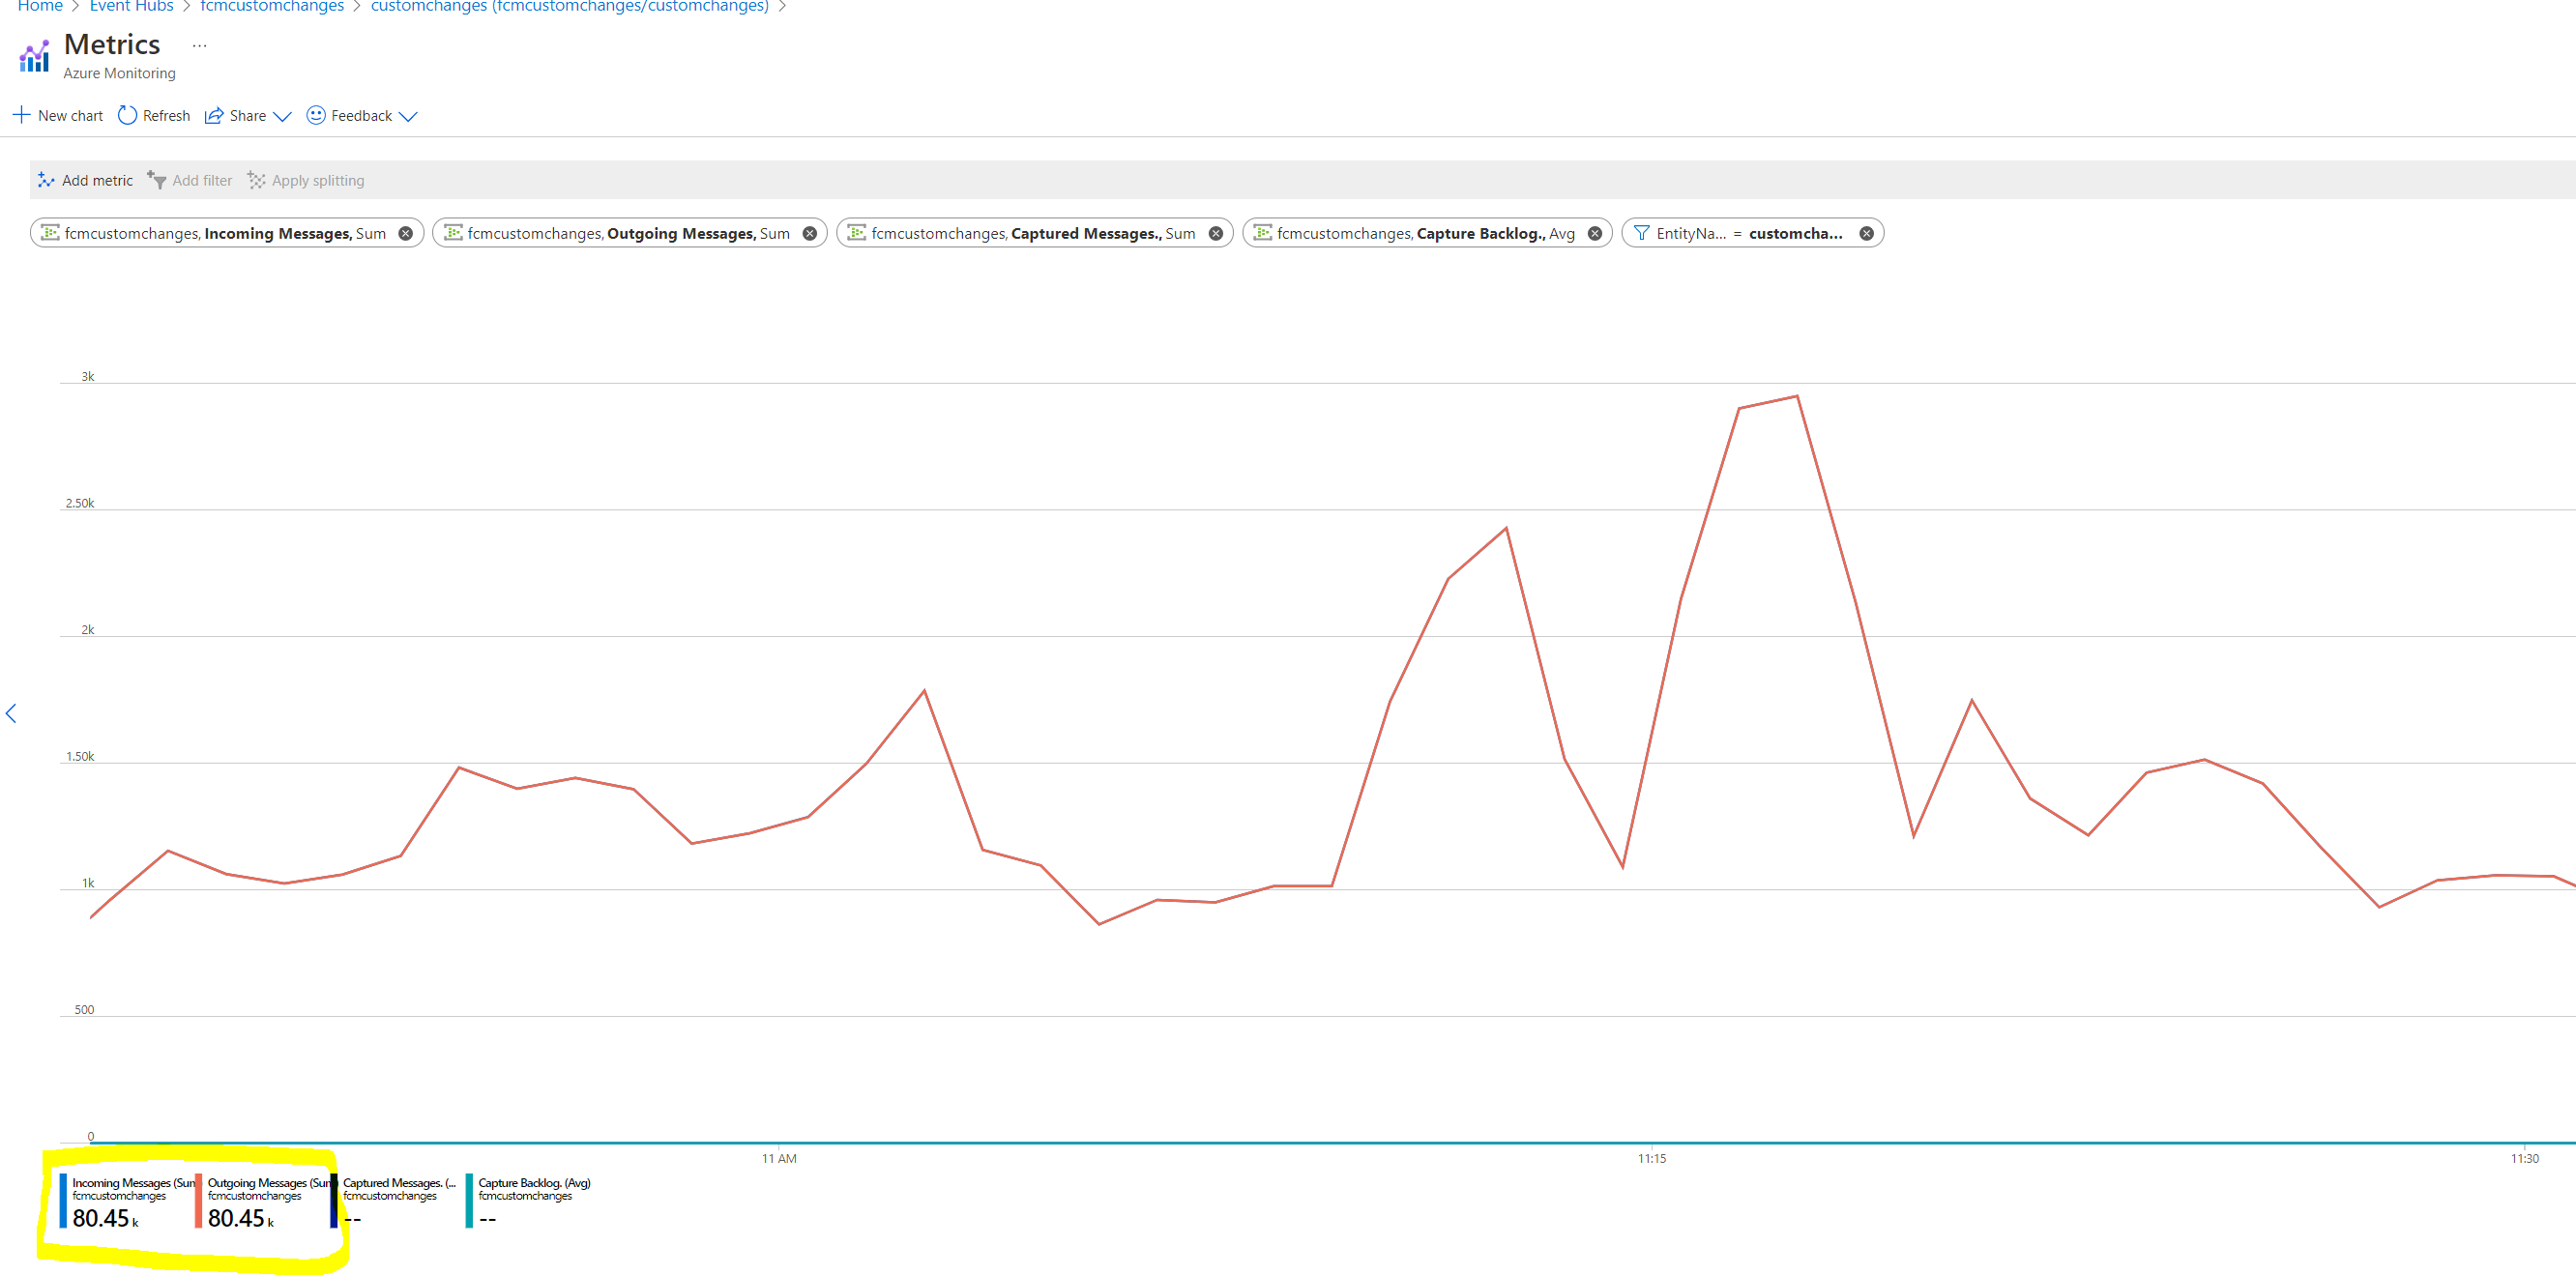 Home > Event Hubs > fcmcustomchanges > customchanges (fcmcustomchanges/customchanges) >
Metrics ...
Azure Monitoring
New chart Refresh Share Feedback
Add metric Add filter Apply splitting
fcmcustomchanges, Incoming Messages, Sum fcmcustomchanges, Outgoing Messages, Sum fcmcustomchanges, Captured Messages., Sum fcmcustomchanges, Capture Backlog., Avg EntityNa... = customcha...
3k
2.50k
2k
1.50k
1k
500
0
11 AM 11:15 11:30
Incoming Messages (Sum Outgoing Messages (Sum Captured Messages. (... Capture Backlog. (Avg)
fcmcustomchanges fcmcustomchanges fcmcustomchanges fcmcustomchanges
80.45 k 80.45 k -- --